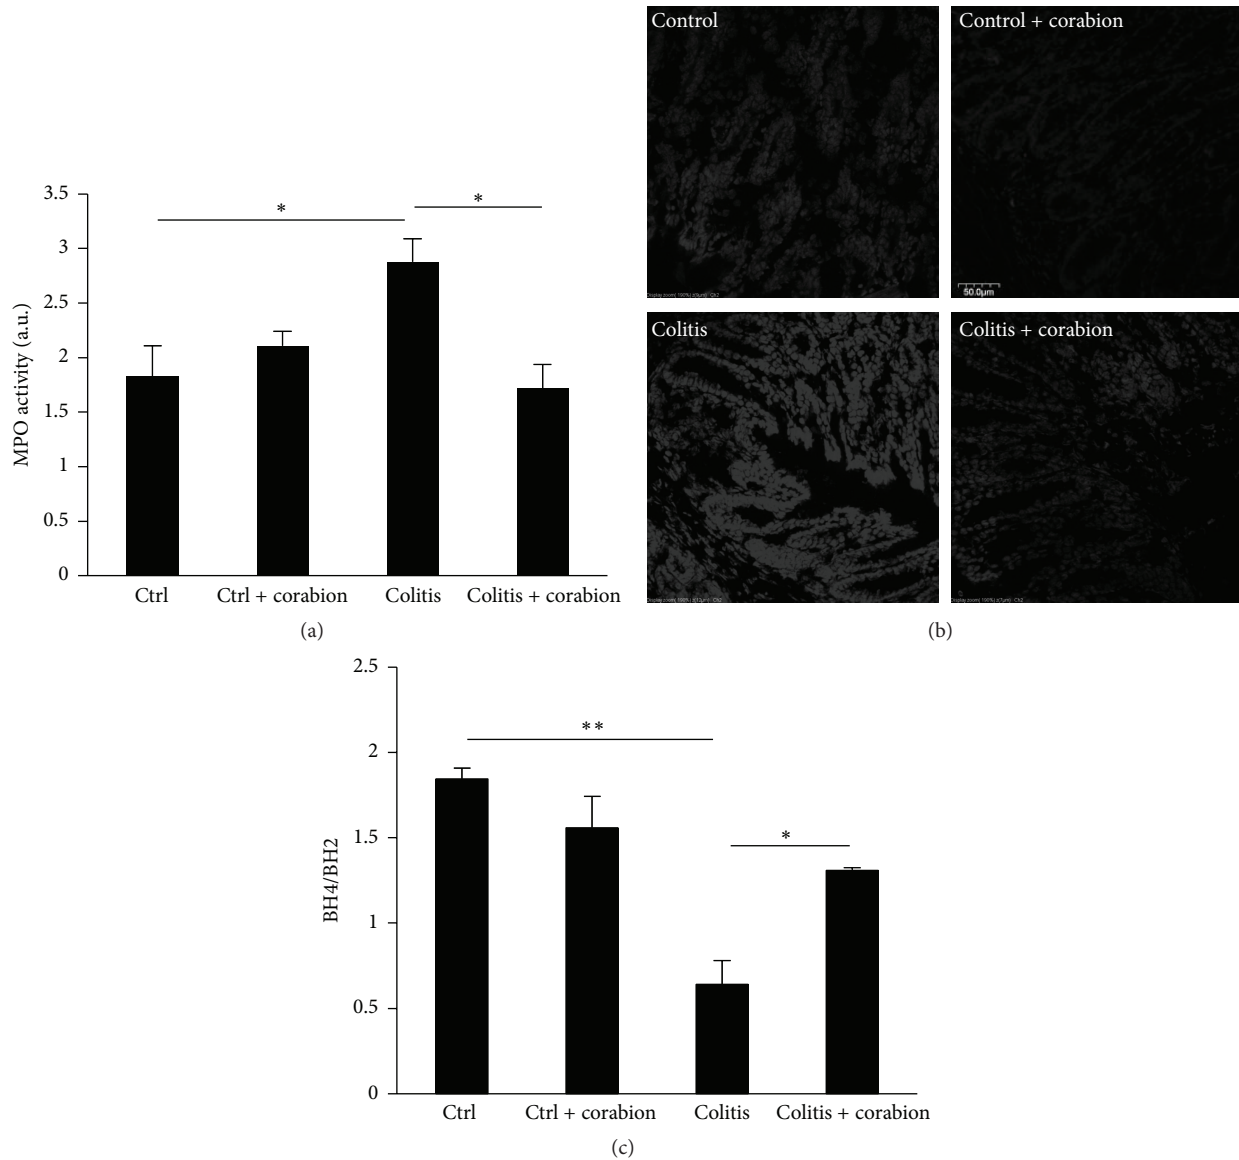 3.5
3
2.5
2
1.5
1
0.5
0
MPO activity (a.u.)
*
*
Ctrl
Ctrl + corabion
Colitis
Colitis + corabion
(a)
Control
Control + corabion
50.0µm
Colitis
Colitis + corabion
(b)
2.5
2
1.5
1
0.5
0
BH4/BH2
**
*
Ctrl
Ctrl + corabion
Colitis
Colitis + corabion
(c)